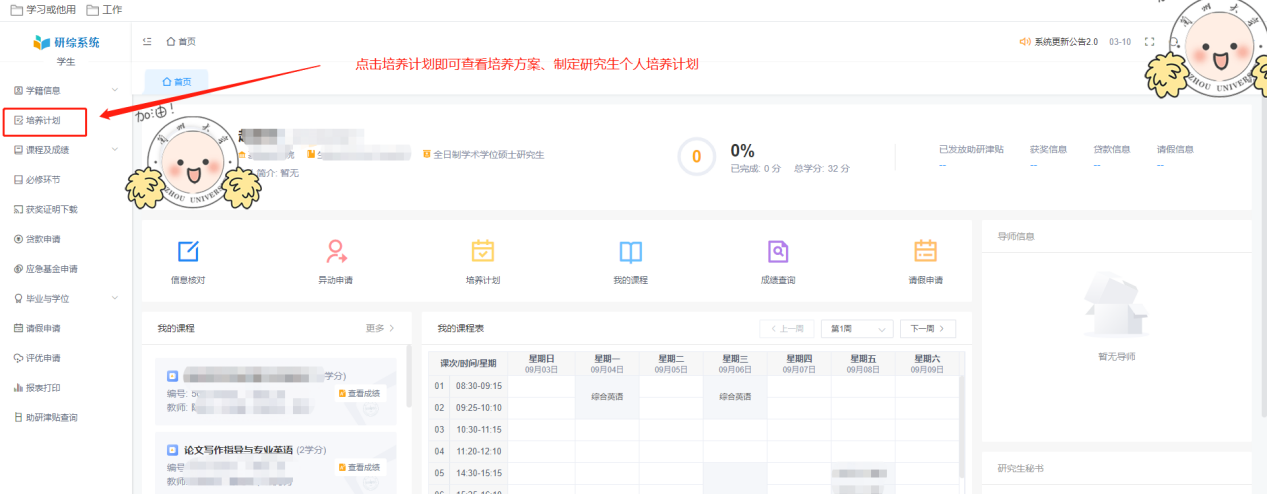 学习或他用 工作
研综系统
学生
首页
系统更新公告2.0 03-10
点击培养计划即可查看培养方案、制定研究生个人培养计划
首页
学籍信息
培养计划
课程及成绩
必修环节
获奖证明下载
贷款申请
应急基金申请
毕业与学位
请假申请
评优申请
报表打印
助研津贴查询
加油!
院 全日制学术学位硕士研究生
简介: 暂无
0
0%
已完成: 0 分 总学分: 32 分
已发放助研津贴 获奖信息 贷款信息 请假信息
-- -- -- --
信息核对 异动申请 培养计划 我的课程 成绩查询 请假申请
导师信息
暂无导师
研究生秘书
我的课程 更多
学分)
编号: 50
查看成绩
教师:
论文写作指导与专业英语 (2学分)
编号
查看成绩
教师
我的课程表 上一周 第1周 下一周
课次/时间/星期 星期日 星期一 星期二 星期三 星期四 星期五 星期六
09月03日 09月04日 09月05日 09月06日 09月07日 09月08日 09月09日
01 08:30-09:15
综合英语 综合英语
02 09:25-10:10
03 10:30-11:15
04 11:20-12:10
05 14:30-15:15
06 15:25-16:10